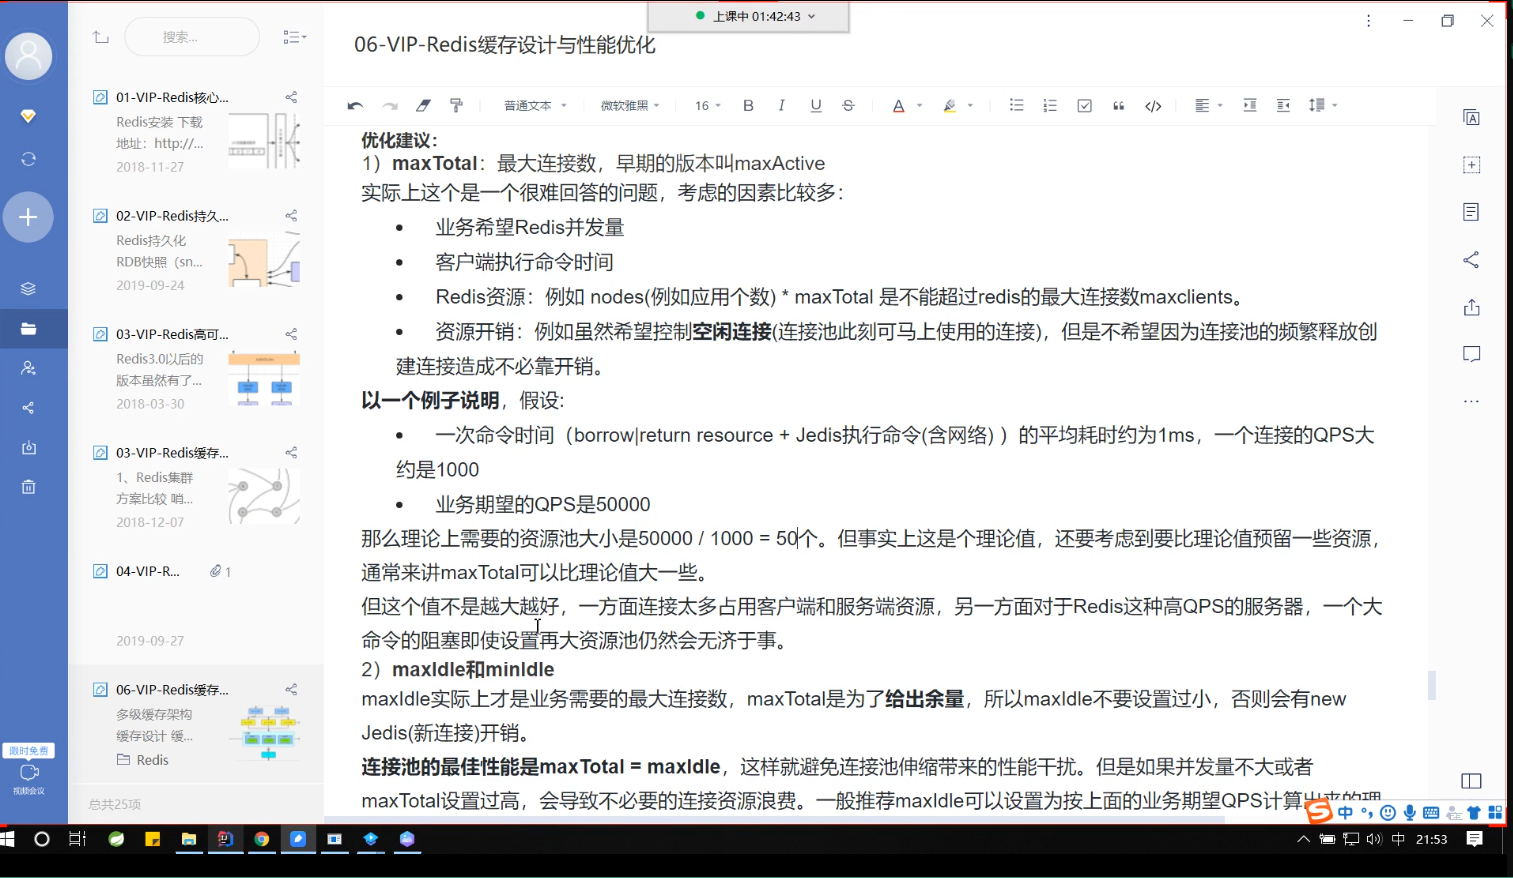 上课中 01:42:43
搜索...
06-VIP-Redis缓存设计与性能优化
普通文本
微软雅黑
16
B
I
U
S
A
01-VIP-Redis核心...
Redis安装 下载
地址：http://...
2018-11-27
02-VIP-Redis持久...
Redis持久化
RDB快照（sn...
2019-09-24
03-VIP-Redis高可...
Redis3.0以后的
版本虽然有了...
2018-03-30
03-VIP-Redis缓存...
1、Redis集群
方案比较 哨...
2018-12-07
04-VIP-R...
1
2019-09-27
06-VIP-Redis缓存...
多级缓存架构
缓存设计 缓...
Redis
总共25项
限时免费
视频会议
优化建议：
1）maxTotal：最大连接数，早期的版本叫maxActive
实际上这个是一个很难回答的问题，考虑的因素比较多：
• 业务希望Redis并发量
• 客户端执行命令时间
• Redis资源：例如 nodes(例如应用个数) * maxTotal 是不能超过redis的最大连接数maxclients。
• 资源开销：例如虽然希望控制空闲连接(连接池此刻可马上使用的连接)，但是不希望因为连接池的频繁释放创
建连接造成不必靠开销。
以一个例子说明，假设:
• 一次命令时间（borrow|return resource + Jedis执行命令(含网络) ）的平均耗时约为1ms，一个连接的QPS大
约是1000
• 业务期望的QPS是50000
那么理论上需要的资源池大小是50000 / 1000 = 50个。但事实上这是个理论值，还要考虑到要比理论值预留一些资源，
通常来讲maxTotal可以比理论值大一些。
但这个值不是越大越好，一方面连接太多占用客户端和服务端资源，另一方面对于Redis这种高QPS的服务器，一个大
命令的阻塞即使设置再大资源池仍然会无济于事。
2）maxIdle和minIdle
maxIdle实际上才是业务需要的最大连接数，maxTotal是为了给出余量，所以maxIdle不要设置过小，否则会有new
Jedis(新连接)开销。
连接池的最佳性能是maxTotal = maxIdle，这样就避免连接池伸缩带来的性能干扰。但是如果并发量不大或者
maxTotal设置过高，会导致不必要的连接资源浪费。一般推荐maxIdle可以设置为按上面的业务期望QPS计算出来的理
中
中
21:53